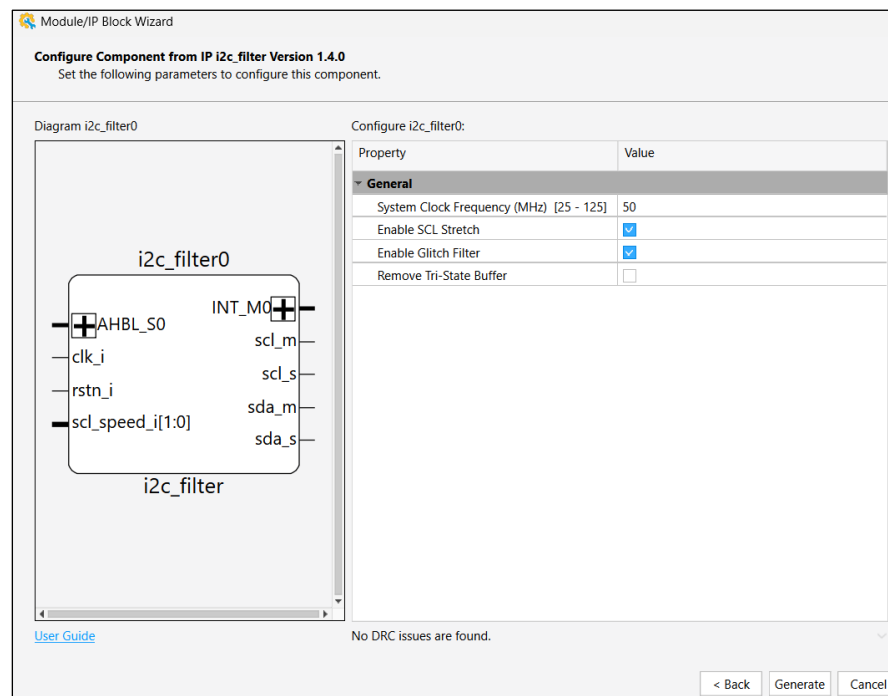 Module/IP Block Wizard
Configure Component from IP i2c_filter Version 1.4.0
Set the following parameters to configure this component.
Diagram i2c_filter0
Configure i2c_filter0:
Property Value
General
System Clock Frequency (MHz) [25 - 125] 50
Enable SCL Stretch
Enable Glitch Filter
Remove Tri-State Buffer
i2c_filter0
AHBL_S0
clk_i
rstn_i
scl_speed_i[1:0]
INT_M0
scl_m
scl_s
sda_m
sda_s
i2c_filter
User Guide
No DRC issues are found.
< Back Generate Cancel